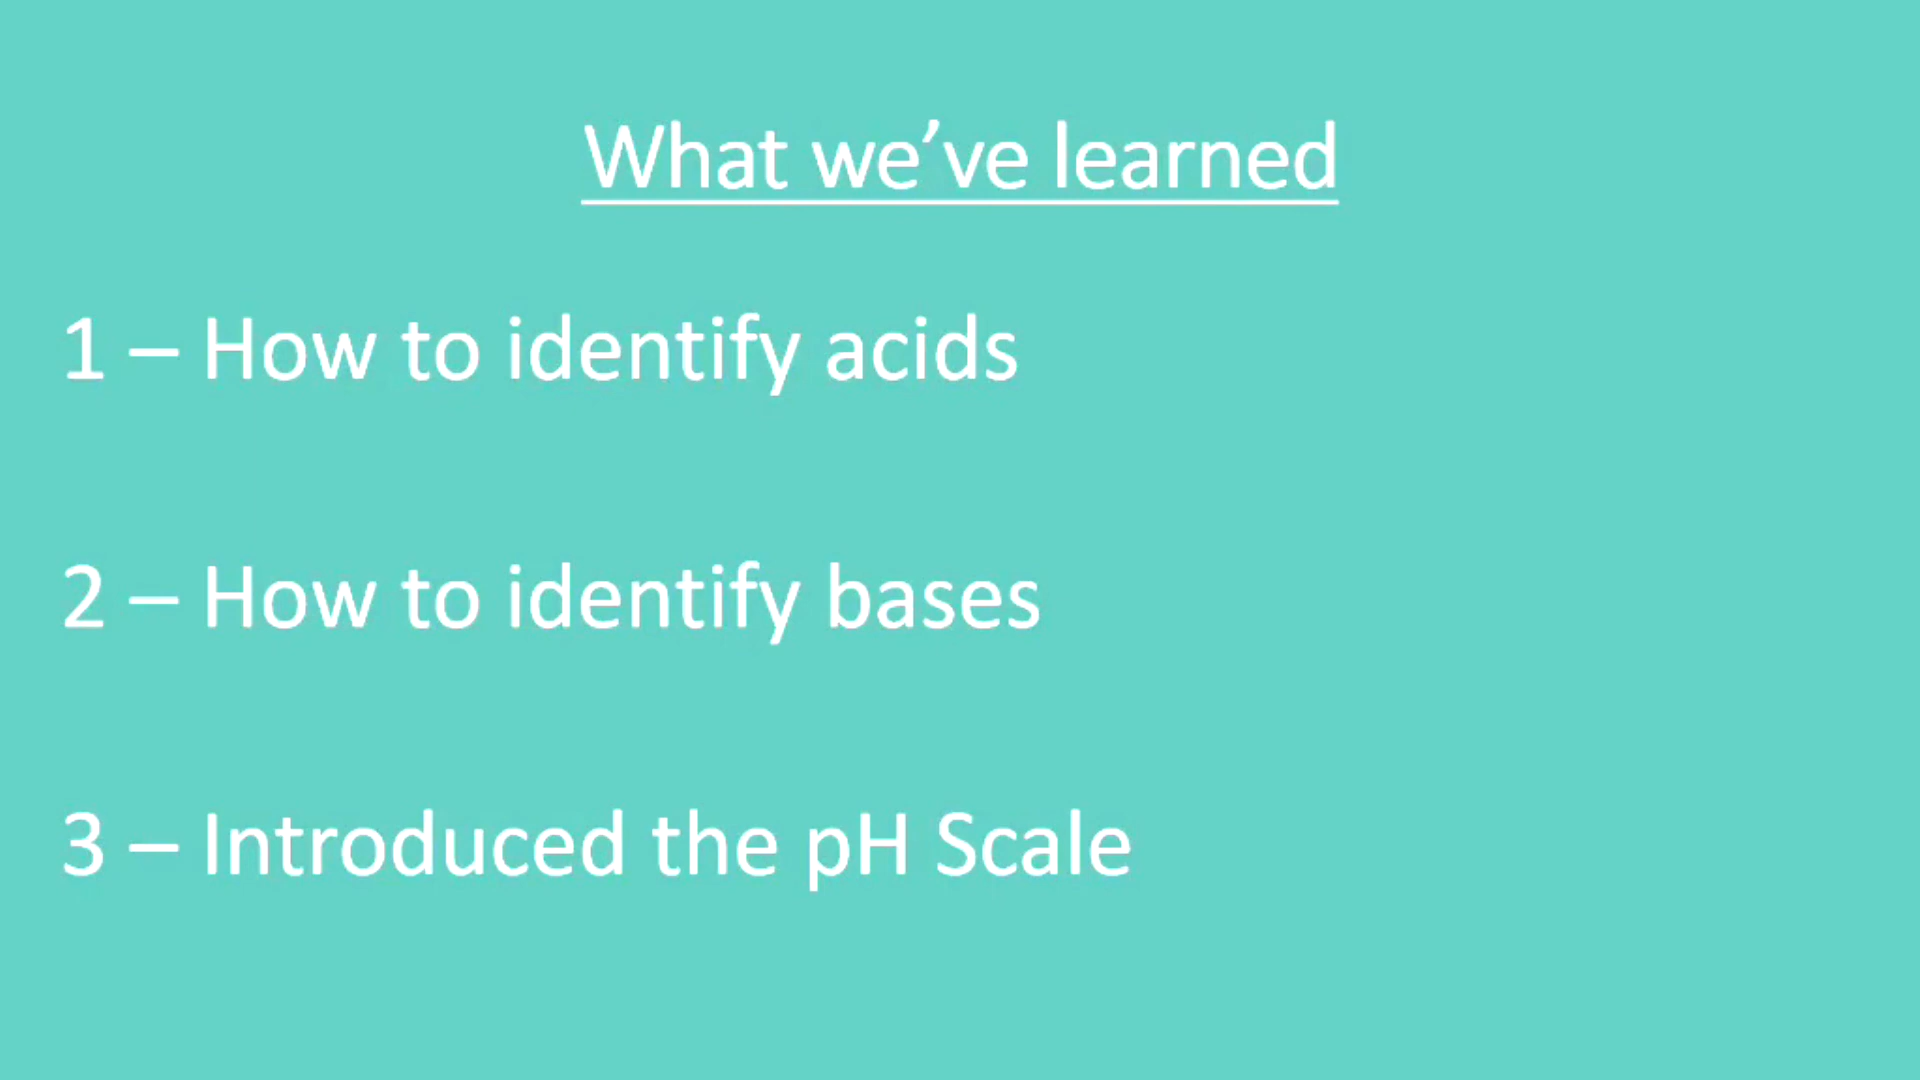 What we’ve learned
1 – How to identify acids
2 – How to identify bases
3 – Introduced the pH Scale